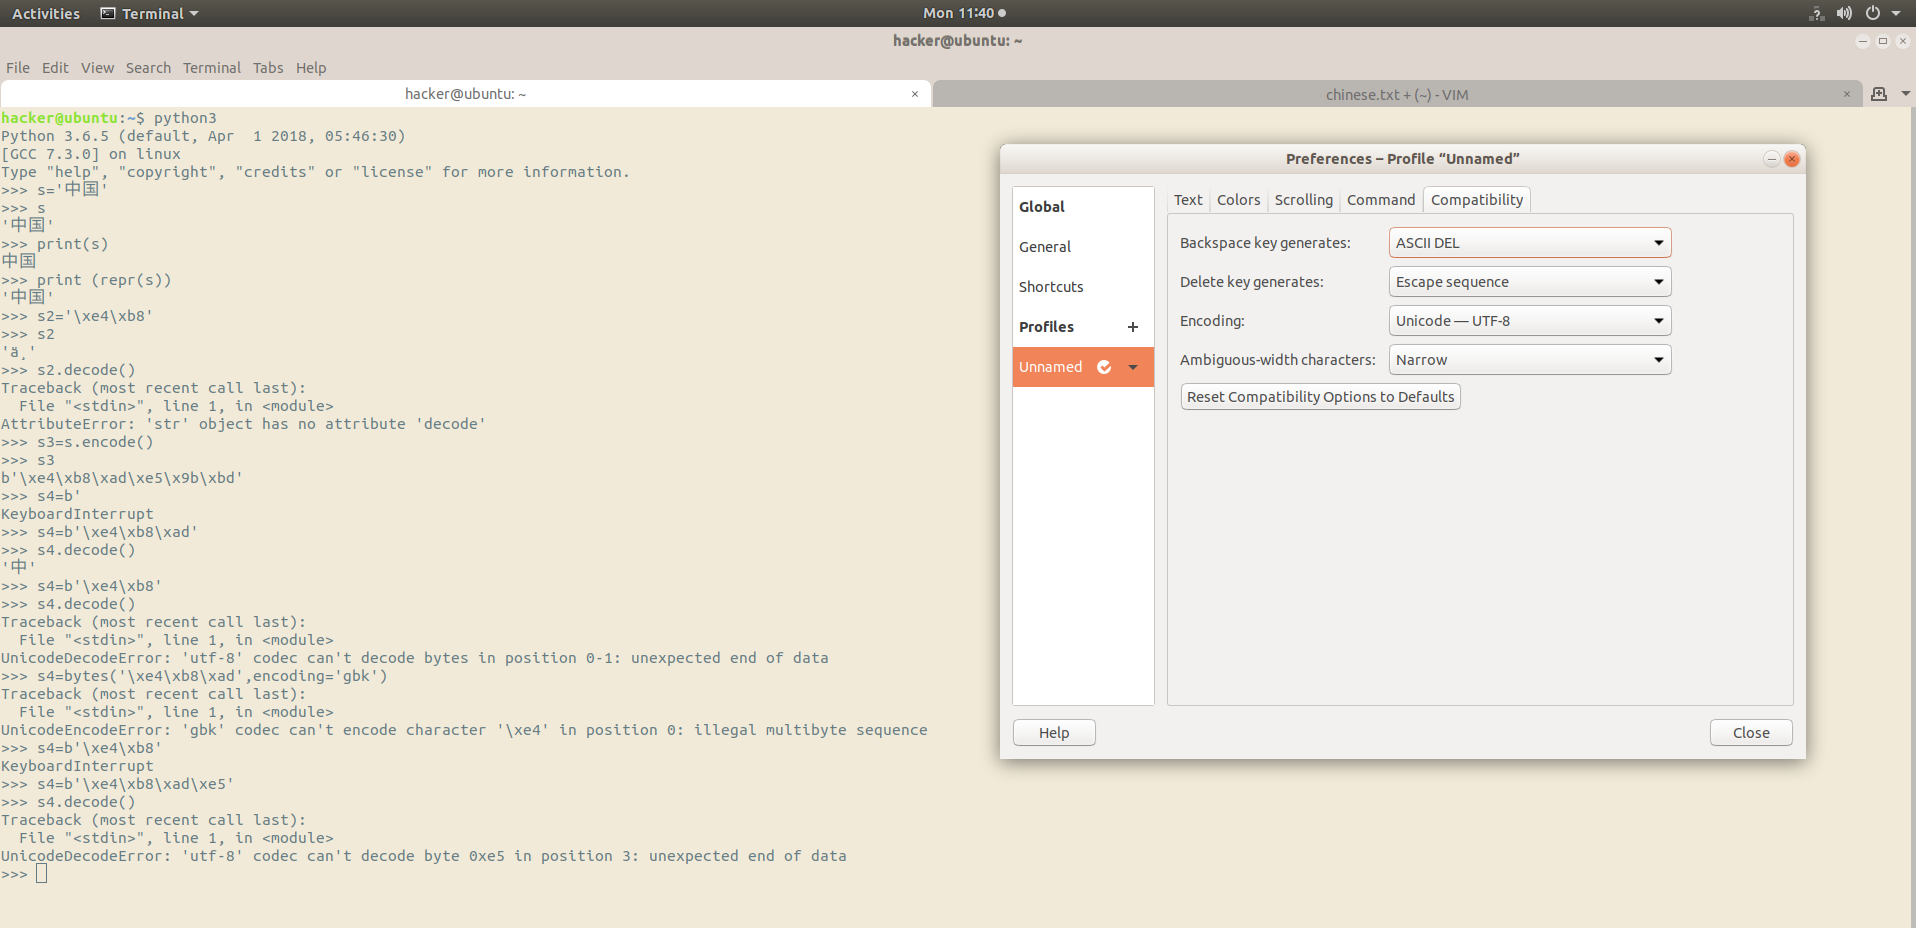 Activities Terminal Mon 11:40
hacker@ubuntu: ~
File Edit View Search Terminal Tabs Help
hacker@ubuntu: ~ × chinese.txt + (~) - VIM ×
hacker@ubuntu:~$ python3
Python 3.6.5 (default, Apr  1 2018, 05:46:30)
[GCC 7.3.0] on linux
Type "help", "copyright", "credits" or "license" for more information.
>>> s='中国'
>>> s
'中国'
>>> print(s)
中国
>>> print (repr(s))
'中国'
>>> s2='\xe4\xb8'
>>> s2
'ä¸'
>>> s2.decode()
Traceback (most recent call last):
  File "<stdin>", line 1, in <module>
AttributeError: 'str' object has no attribute 'decode'
>>> s3=s.encode()
>>> s3
b'\xe4\xb8\xad\xe5\x9b\xbd'
>>> s4=b'
KeyboardInterrupt
>>> s4=b'\xe4\xb8\xad'
>>> s4.decode()
'中'
>>> s4=b'\xe4\xb8'
>>> s4.decode()
Traceback (most recent call last):
  File "<stdin>", line 1, in <module>
UnicodeDecodeError: 'utf-8' codec can't decode bytes in position 0-1: unexpected end of data
>>> s4=bytes('\xe4\xb8\xad',encoding='gbk')
Traceback (most recent call last):
  File "<stdin>", line 1, in <module>
UnicodeEncodeError: 'gbk' codec can't encode character '\xe4' in position 0: illegal multibyte sequence
>>> s4=b'\xe4\xb8'
KeyboardInterrupt
>>> s4=b'\xe4\xb8\xad\xe5'
>>> s4.decode()
Traceback (most recent call last):
  File "<stdin>", line 1, in <module>
UnicodeDecodeError: 'utf-8' codec can't decode byte 0xe5 in position 3: unexpected end of data
>>>
Preferences – Profile “Unnamed”
Global
General
Shortcuts
Profiles +
Unnamed
Text Colors Scrolling Command Compatibility
Backspace key generates: ASCII DEL
Delete key generates: Escape sequence
Encoding: Unicode — UTF-8
Ambiguous-width characters: Narrow
Reset Compatibility Options to Defaults
Help Close